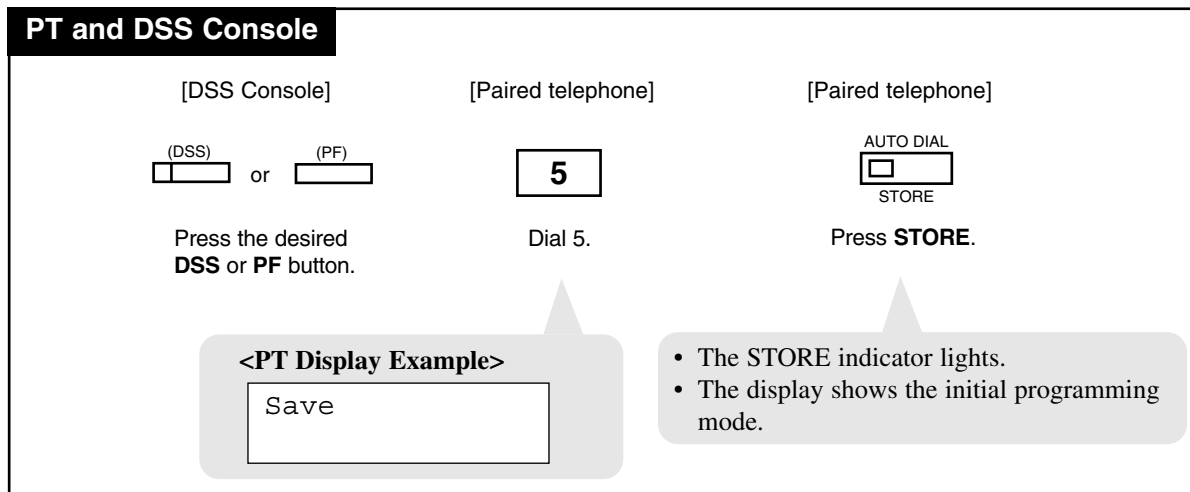 PT and DSS Console
[DSS Console]
[Paired telephone]
[Paired telephone]
(DSS)
or
(PF)
5
AUTO DIAL
STORE
Press the desired
DSS or PF button.
Dial 5.
Press STORE.
<PT Display Example>
Save
• The STORE indicator lights.
• The display shows the initial programming
mode.